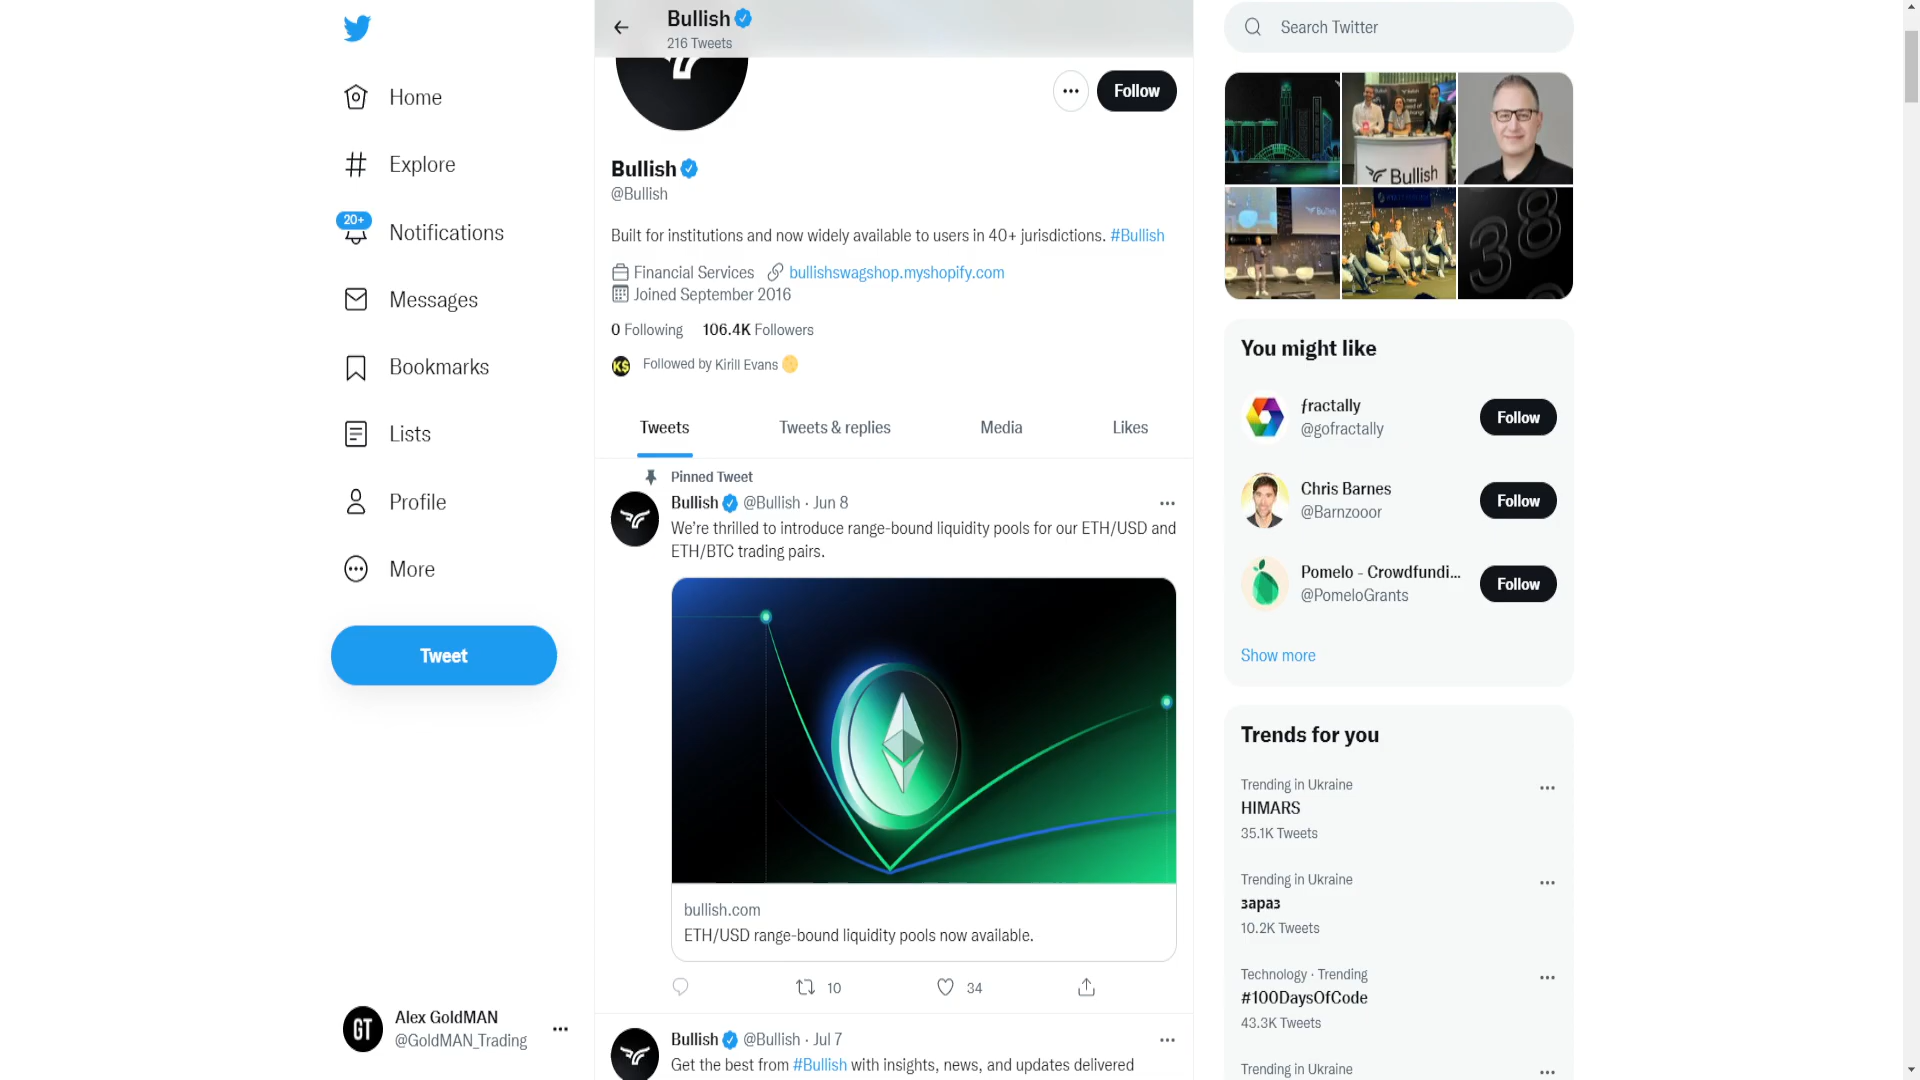 Home
Explore
20+
Notifications
Messages
Bookmarks
Lists
Profile
More
Tweet
GT
Alex GoldMAN
@GoldMAN_Trading
Bullish
216 Tweets
Follow
Bullish
@Bullish
Built for institutions and now widely available to users in 40+ jurisdictions. #Bullish
Financial Services bullishswagshop.myshopify.com
Joined September 2016
0 Following 106.4K Followers
K$ Followed by Kirill Evans
Tweets Tweets & replies Media Likes
Pinned Tweet
Bullish @Bullish · Jun 8
We're thrilled to introduce range-bound liquidity pools for our ETH/USD and
ETH/BTC trading pairs.
bullish.com
ETH/USD range-bound liquidity pools now available.
10 34
Bullish @Bullish · Jul 7
Get the best from #Bullish with insights, news, and updates delivered
Search Twitter
Bullish
Bullish
38
You might like
ƒractally
@gofractally
Follow
Chris Barnes
@Barnzooor
Follow
Pomelo - Crowdfundi...
@PomeloGrants
Follow
Show more
Trends for you
Trending in Ukraine
HIMARS
35.1K Tweets
Trending in Ukraine
зараз
10.2K Tweets
Technology · Trending
#100DaysOfCode
43.3K Tweets
Trending in Ukraine